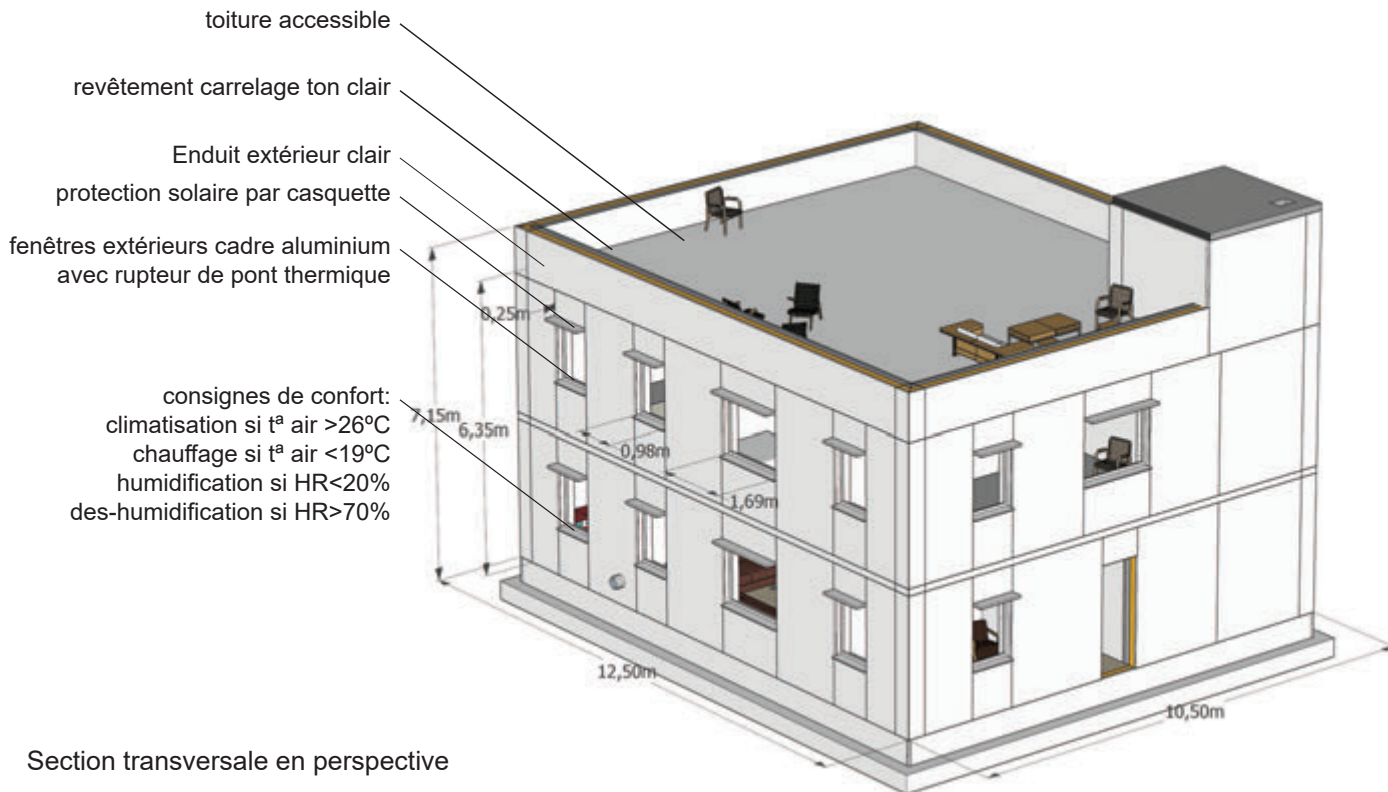 toiture accessible
revêtement carrelage ton clair
Enduit extérieur clair
protection solaire par casquette
fenêtres extérieurs cadre aluminium
avec rupteur de pont thermique
0,25m
consignes de confort:
climatisation si tª air >26ºC
chauffage si tª air <19ºC
humidification si HR<20%
des-humidification si HR>70%
7,15m
6,35m
0,98m
1,69m
12,50m
10,50m
Section transversale en perspective